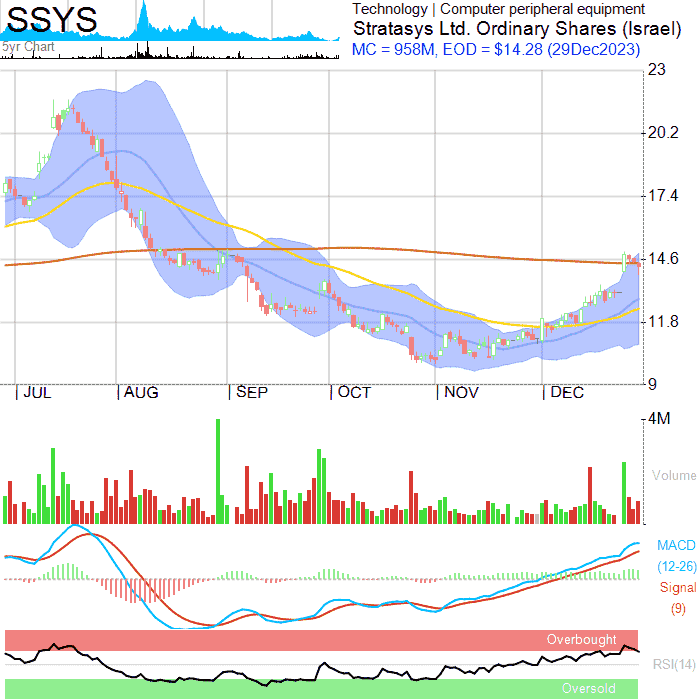 SSYS
5yr Chart
Technology | Computer peripheral equipment
Stratasys Ltd. Ordinary Shares (Israel)
MC = 958M, EOD = $14.28 (29Dec2023)
23
20.2
17.4
14.6
11.8
9
JUL AUG SEP OCT NOV DEC
4M
Volume
MACD
(12-26)
Signal
(9)
Overbought
RSI(14)
Oversold